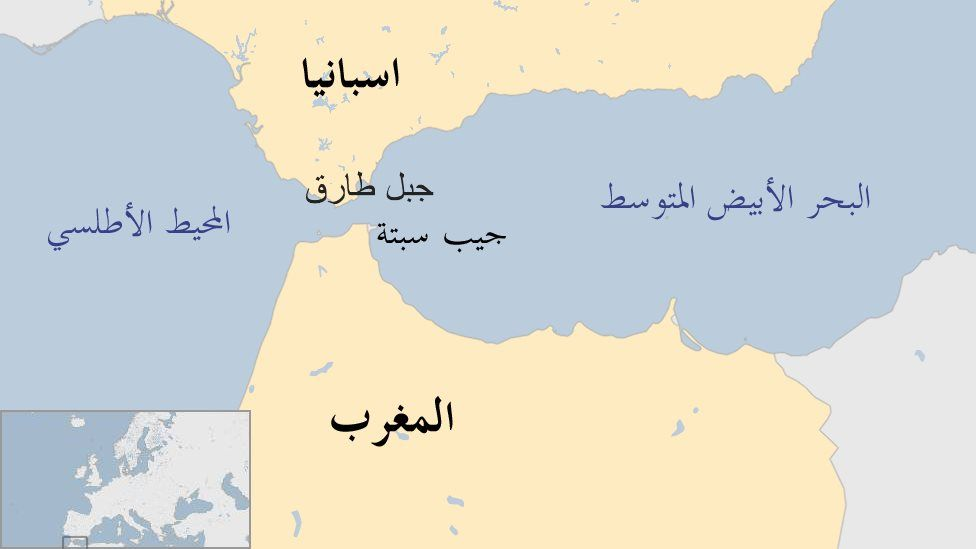 اسبانيا
جبل طارق
البحر الأبيض المتوسط
المحيط الأطلسي
جيب سبتة
المغرب